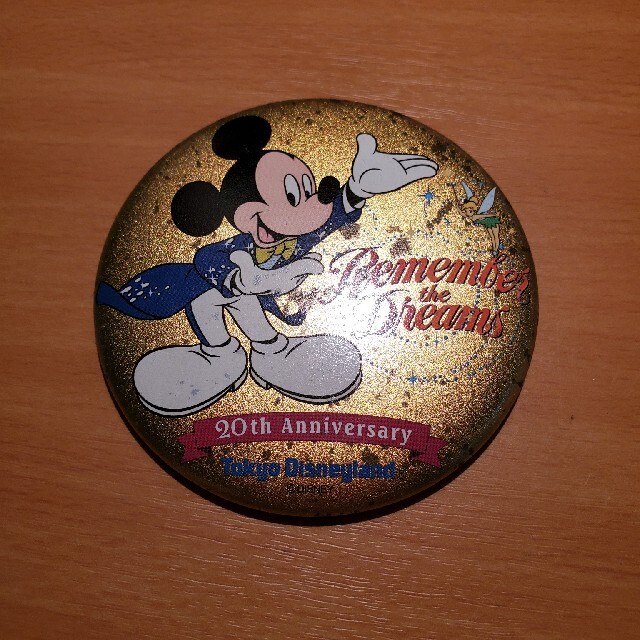 Remember
the
Dreams
20th Anniversary
Tokyo Disneyland